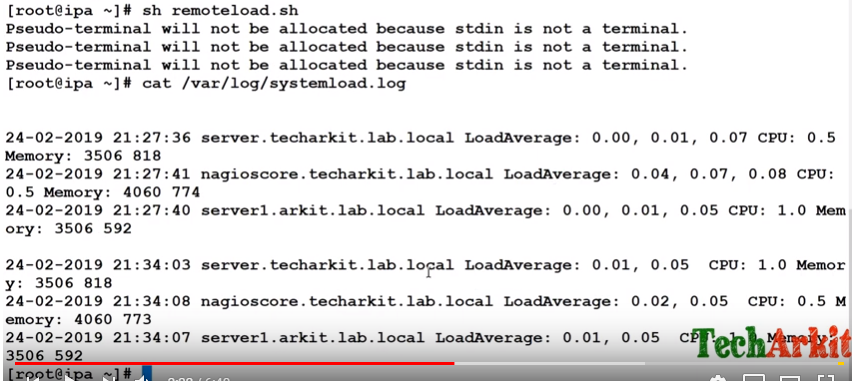 [root@ipa ~]# sh remoteload.sh
Pseudo-terminal will not be allocated because stdin is not a terminal.
Pseudo-terminal will not be allocated because stdin is not a terminal.
Pseudo-terminal will not be allocated because stdin is not a terminal.
[root@ipa ~]# cat /var/log/systemload.log
24-02-2019 21:27:36 server.techarkit.lab.local LoadAverage: 0.00, 0.01, 0.07 CPU: 0.5
Memory: 3506 818
24-02-2019 21:27:41 nagioscore.techarkit.lab.local LoadAverage: 0.04, 0.07, 0.08 CPU:
0.5 Memory: 4060 774
24-02-2019 21:27:40 server1.arkit.lab.local LoadAverage: 0.00, 0.01, 0.05 CPU: 1.0 Mem
ory: 3506 592
24-02-2019 21:34:03 server.techarkit.lab.local LoadAverage: 0.01, 0.05  CPU: 1.0 Memor
y: 3506 818
24-02-2019 21:34:08 nagioscore.techarkit.lab.local LoadAverage: 0.02, 0.05  CPU: 0.5 M
emory: 4060 773
24-02-2019 21:34:07 server1.arkit.lab.local LoadAverage: 0.01, 0.05
TechArkit
3506 592
[root@ipa ~]#